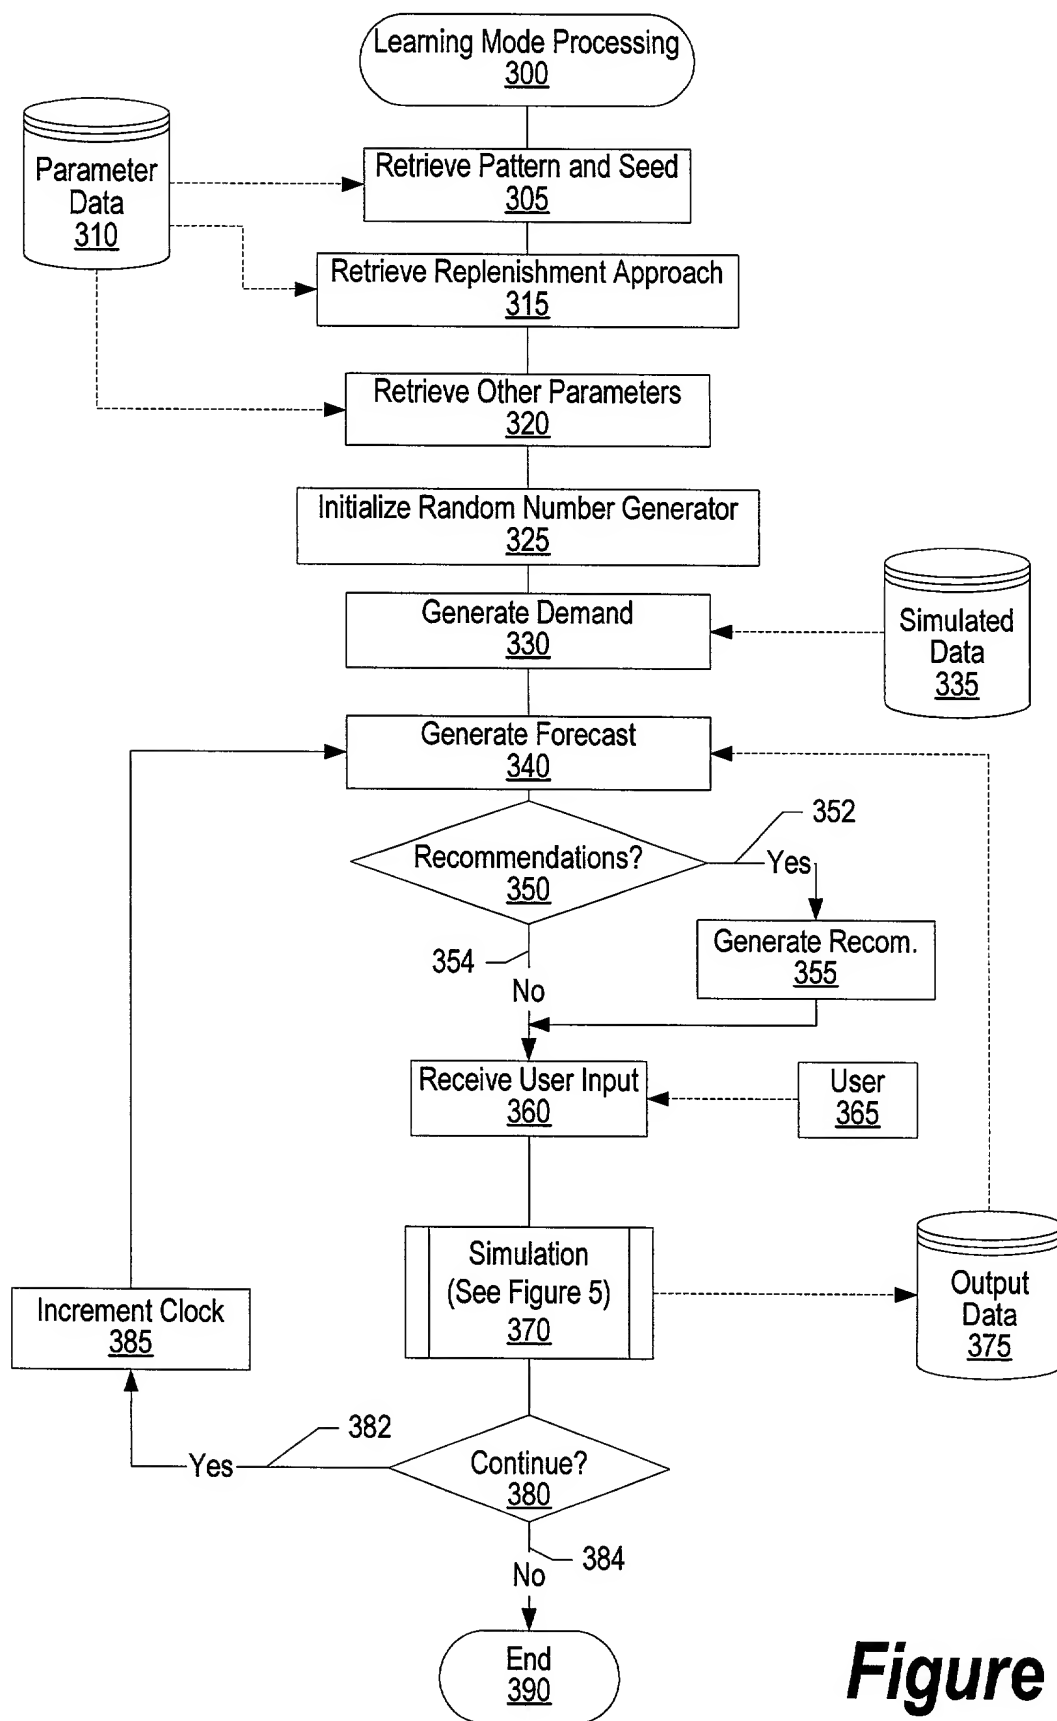 Learning Mode Processing
300
Parameter
Data
310
Retrieve Pattern and Seed
305
Retrieve Replenishment Approach
315
Retrieve Other Parameters
320
Initialize Random Number Generator
325
Generate Demand
330
Simulated
Data
335
Generate Forecast
340
352
Recommendations?
350
Yes
354
No
Generate Recom.
355
Receive User Input
360
User
365
Simulation
(See Figure 5)
370
Output
Data
375
Increment Clock
385
382
Yes
Continue?
380
384
No
End
390
Figure